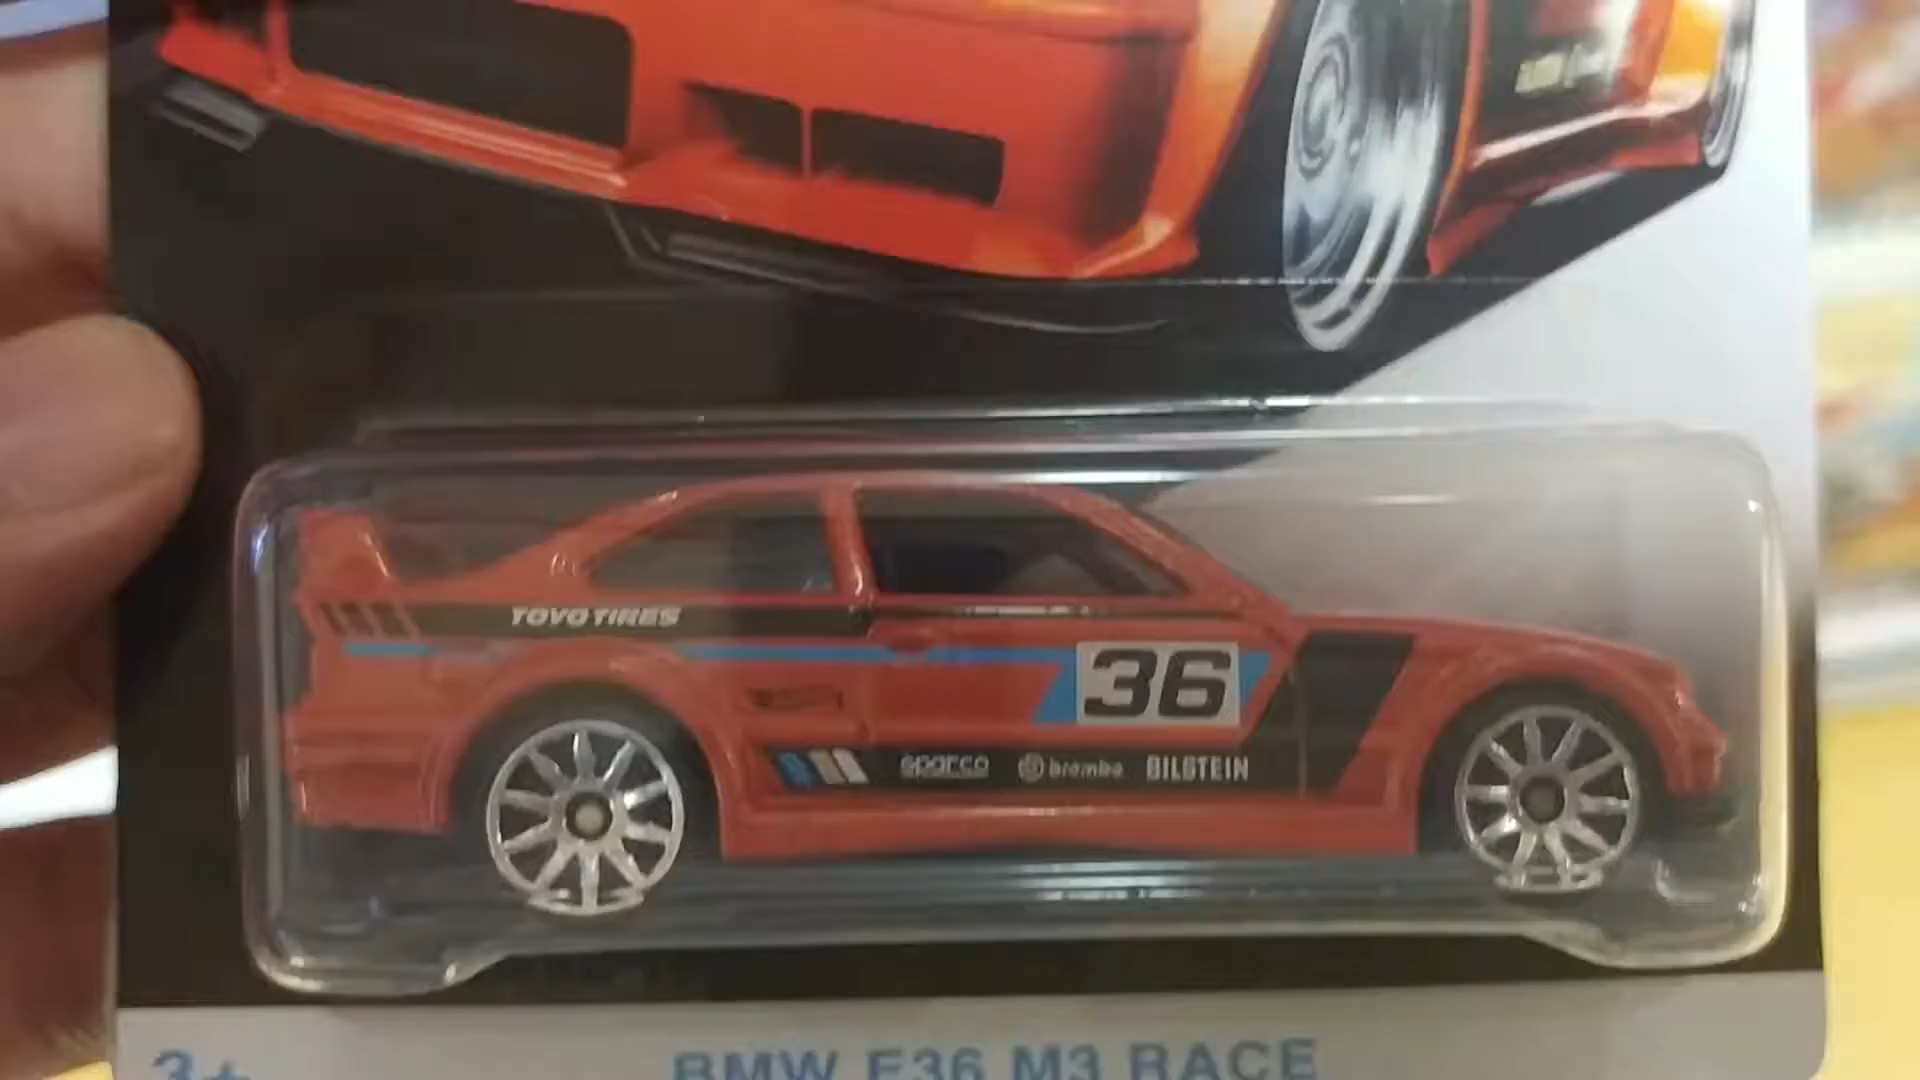 TOYO TIRES
36
sparco brembo BILSTEIN
3+
BMW E36 M3 RACE